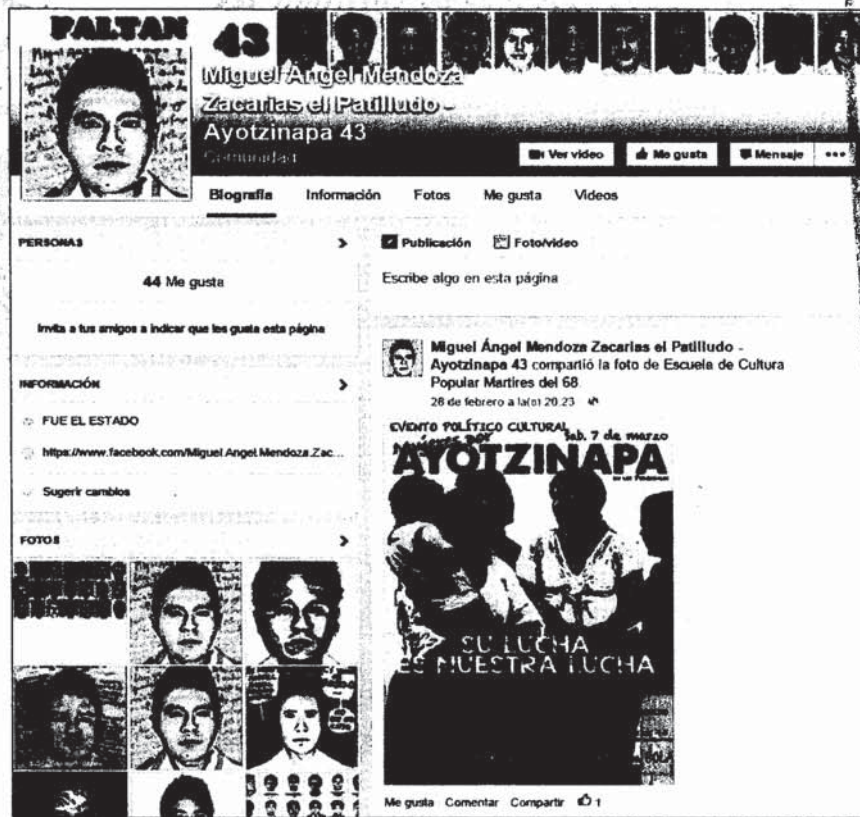 FALTAN
43
Miguel Ángel Mendoza
Zacarías el Patilludo -
Ayotzinapa 43
Comunidad
Ver video
Me gusta
Mensaje
Biografía
Información
Fotos
Me gusta
Videos
PERSONAS
44 Me gusta
Invita a tus amigos a indicar que les gusta esta página
INFORMACIÓN
FUE EL ESTADO
https://www.facebook.com/Miguel.Angel.Mendoza.Zac...
Sugerir cambios
FOTOS
Publicación
Foto/video
Escribe algo en esta página
Miguel Ángel Mendoza Zacarías el Patilludo -
Ayotzinapa 43 compartió la foto de Escuela de Cultura
Popular Martires del 68.
28 de febrero a la(s) 20:23
EVENTO POLÍTICO CULTURAL
Sab. 7 de marzo
AYOTZINAPA
SU LUCHA
ES NUESTRA LUCHA
Me gusta Comentar Compartir 1